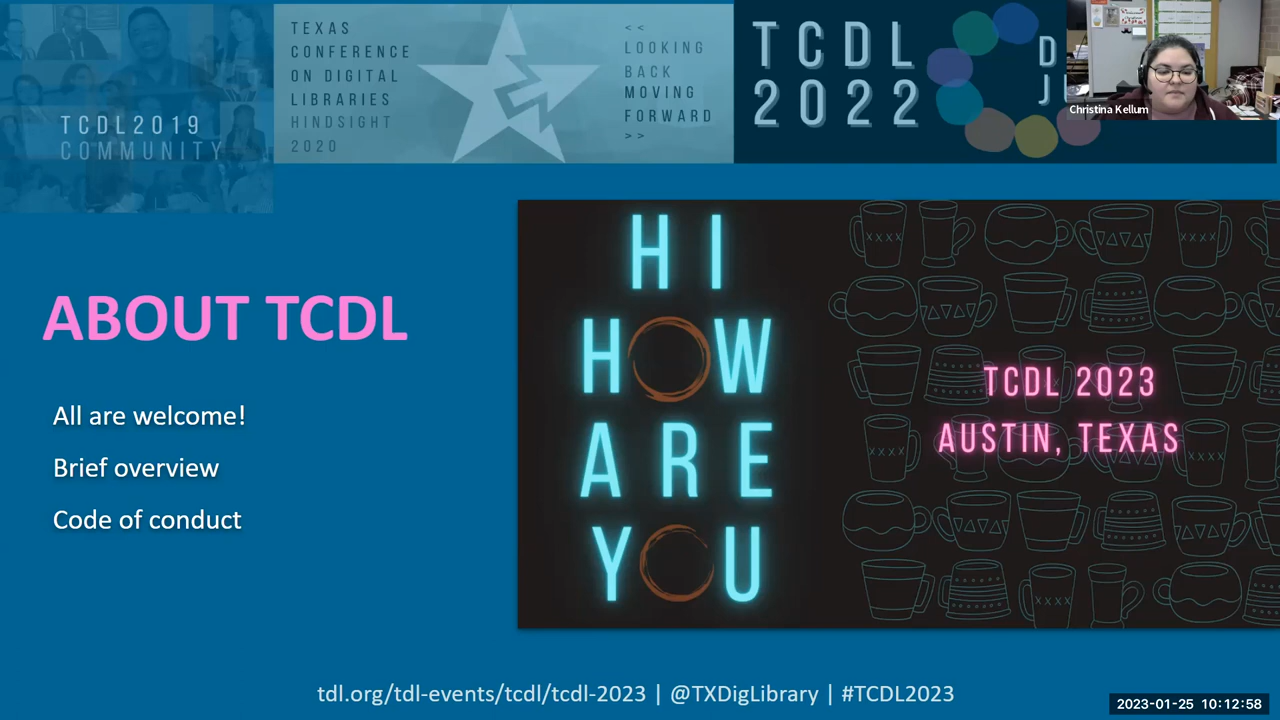 TCDL2019
COMMUNITY
TEXAS
CONFERENCE
ON DIGITAL
LIBRARIES
HINDSIGHT
2020
<<
LOOKING
BACK
MOVING
FORWARD
>>
TCDL
2022
D
Christina Kellum
ABOUT TCDL
All are welcome!
Brief overview
Code of conduct
HI
HOW
ARE
YOU
TCDL 2023
AUSTIN, TEXAS
tdl.org/tdl-events/tcdl/tcdl-2023 | @TXDigLibrary | #TCDL2023
2023-01-25 10:12:58